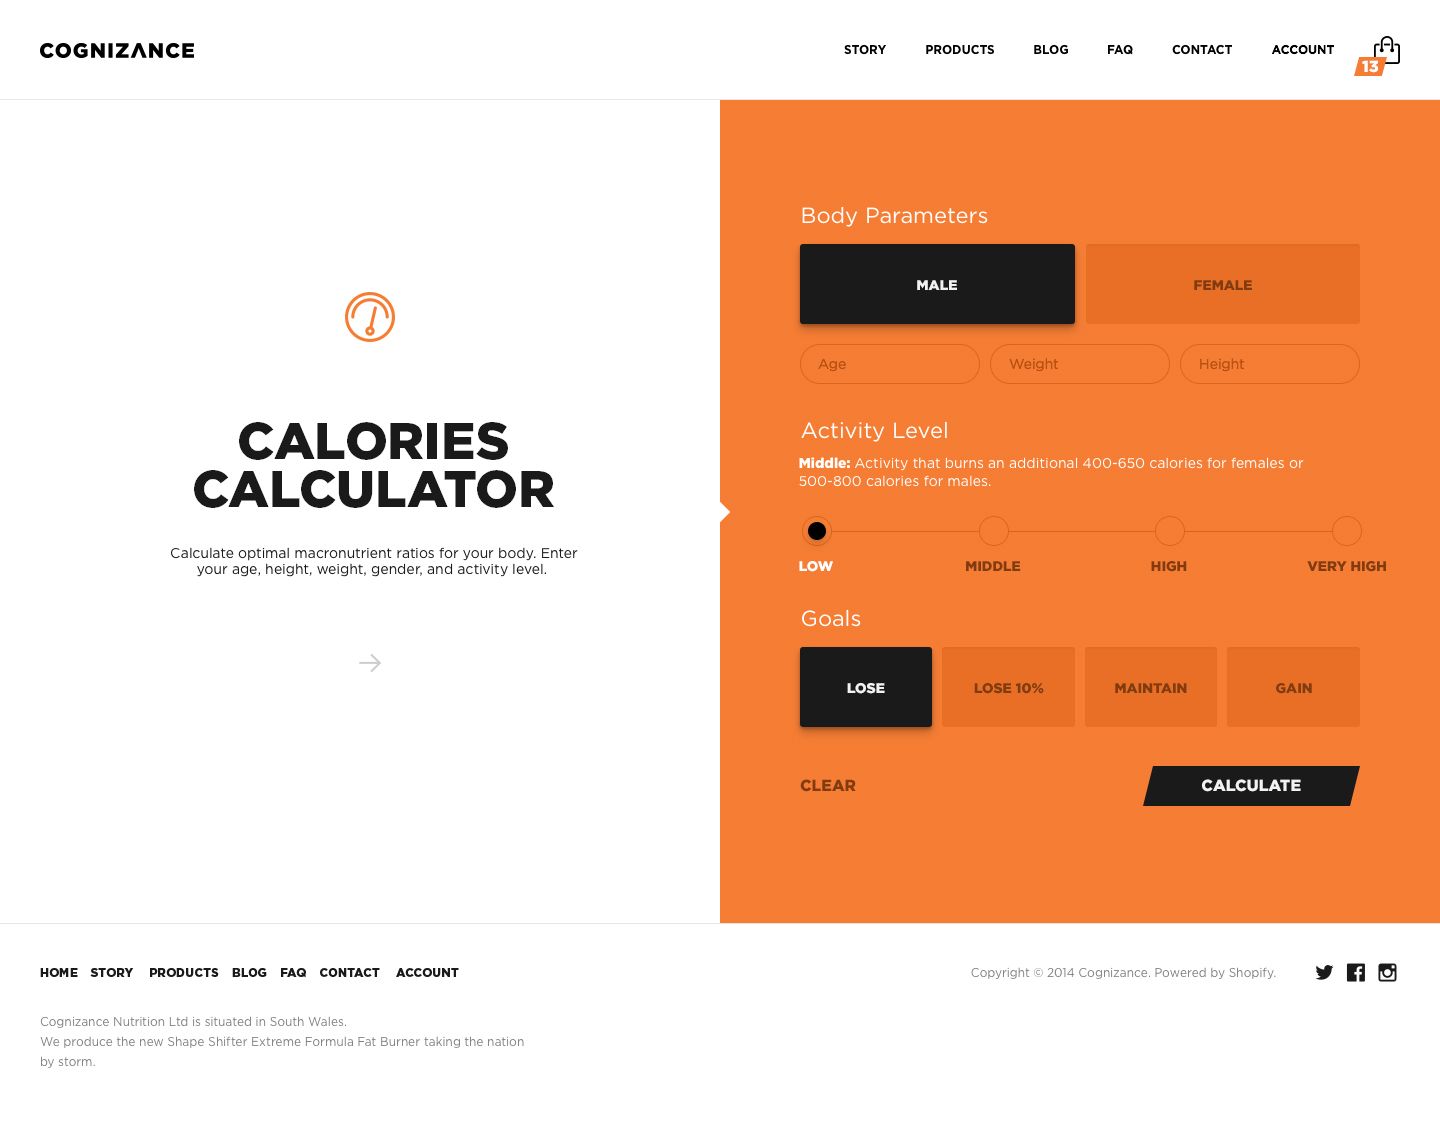 COGNIZANCE
STORY PRODUCTS BLOG FAQ CONTACT ACCOUNT
13
CALORIES
CALCULATOR
Calculate optimal macronutrient ratios for your body. Enter
your age, height, weight, gender, and activity level.
Body Parameters
MALE FEMALE
Age Weight Height
Activity Level
Middle: Activity that burns an additional 400-650 calories for females or
500-800 calories for males.
LOW MIDDLE HIGH VERY HIGH
Goals
LOSE LOSE 10% MAINTAIN GAIN
CLEAR CALCULATE
HOME STORY PRODUCTS BLOG FAQ CONTACT ACCOUNT
Copyright © 2014 Cognizance. Powered by Shopify.
Cognizance Nutrition Ltd is situated in South Wales.
We produce the new Shape Shifter Extreme Formula Fat Burner taking the nation
by storm.